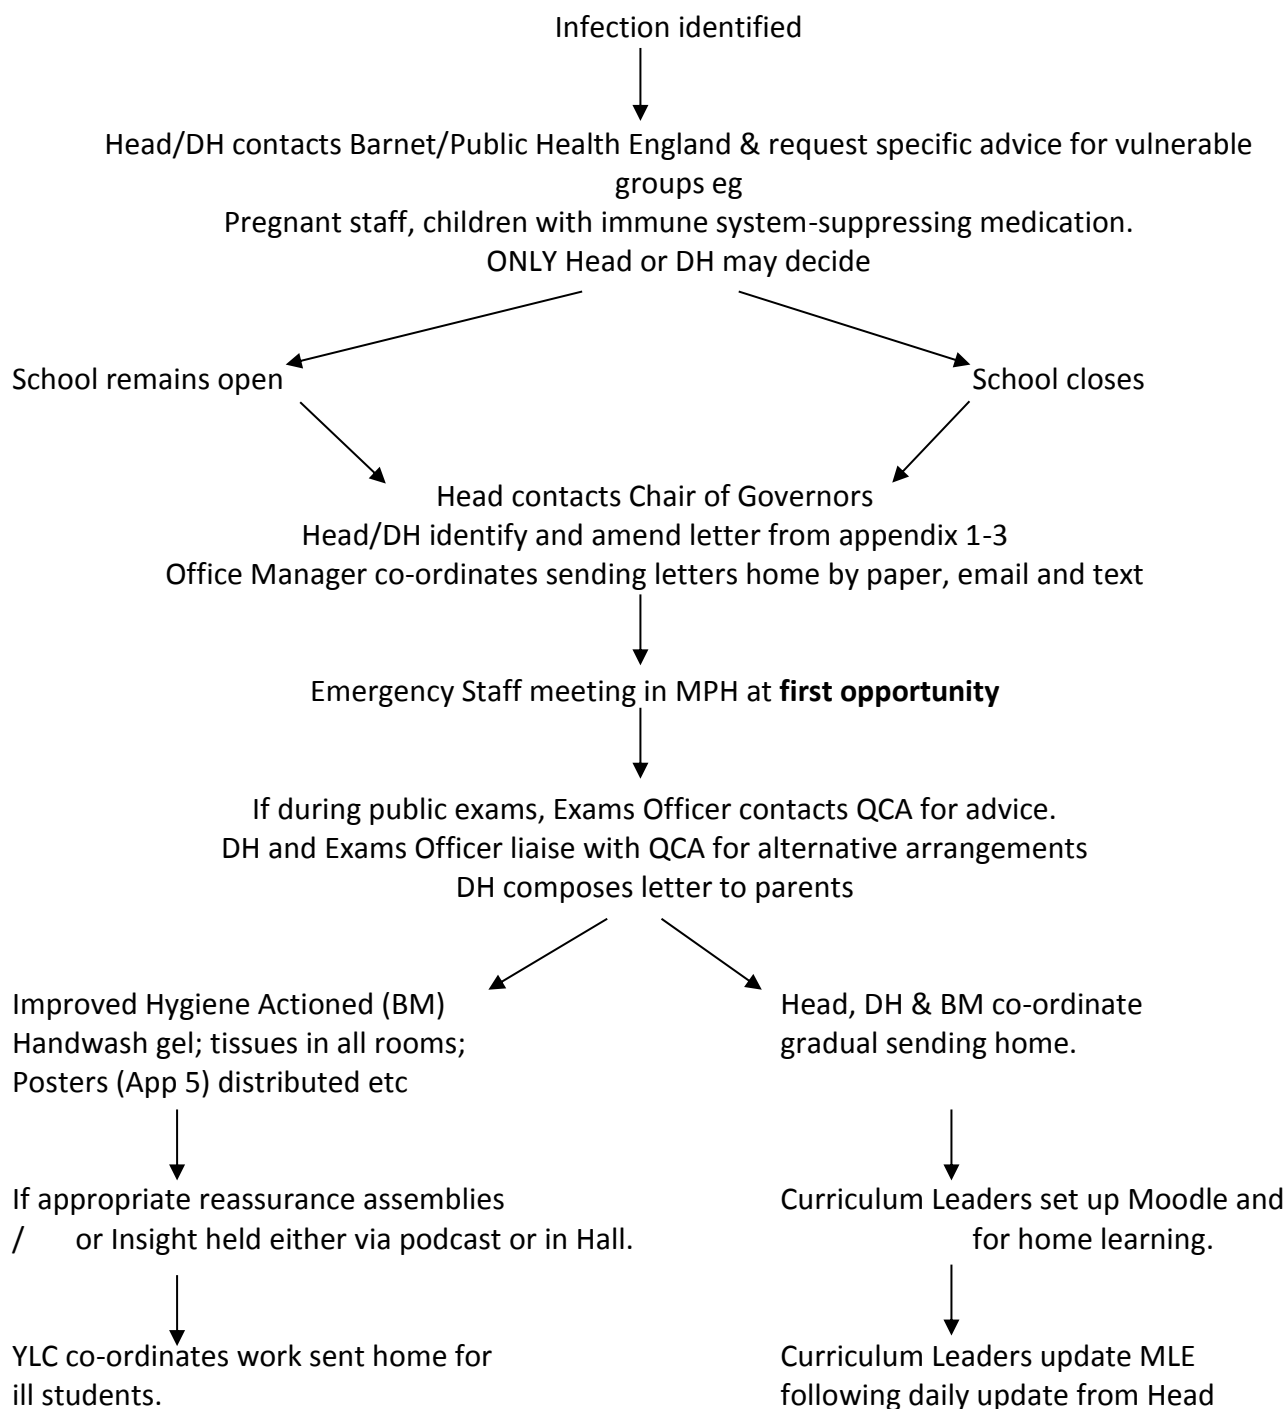 Infection identified
Head/DH contacts Barnet/Public Health England & request specific advice for vulnerable
groups eg
Pregnant staff, children with immune system-suppressing medication.
ONLY Head or DH may decide
School remains open
School closes
Head contacts Chair of Governors
Head/DH identify and amend letter from appendix 1-3
Office Manager co-ordinates sending letters home by paper, email and text
Emergency Staff meeting in MPH at first opportunity
If during public exams, Exams Officer contacts QCA for advice.
DH and Exams Officer liaise with QCA for alternative arrangements
DH composes letter to parents
Improved Hygiene Actioned (BM)
Handwash gel; tissues in all rooms;
Posters (App 5) distributed etc
Head, DH & BM co-ordinate
gradual sending home.
If appropriate reassurance assemblies
/ or Insight held either via podcast or in Hall.
Curriculum Leaders set up Moodle and
for home learning.
YLC co-ordinates work sent home for
ill students.
Curriculum Leaders update MLE
following daily update from Head